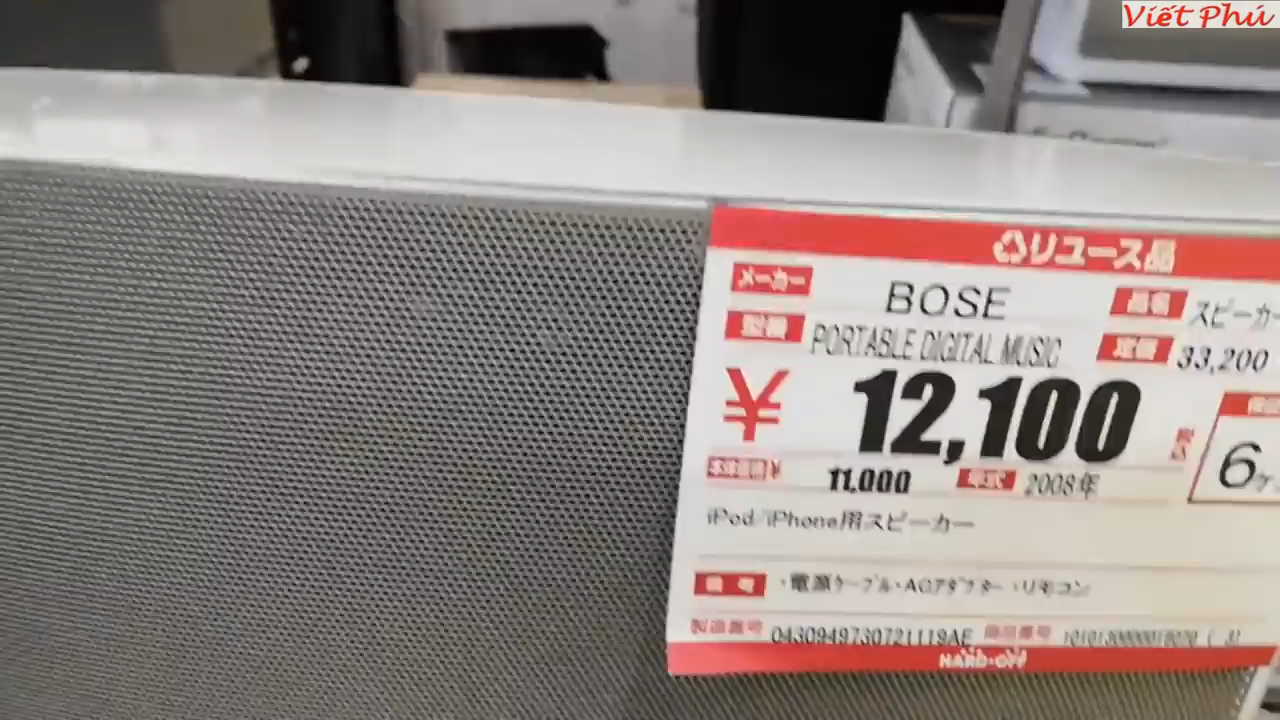 Viết Phú
リユース品
メーカー BOSE 品名 スピーカー
PORTABLE DIGITAL MUSIC 定価 33,200
¥ 12,100 税込
本体価格¥ 11,000 年式 2008年
6ヶ
iPod/iPhone用スピーカー
備考 ・電源ケーブル・ACアダプター・リモコン
製造番号 0430949730721119AE 商品番号
HARD・OFF